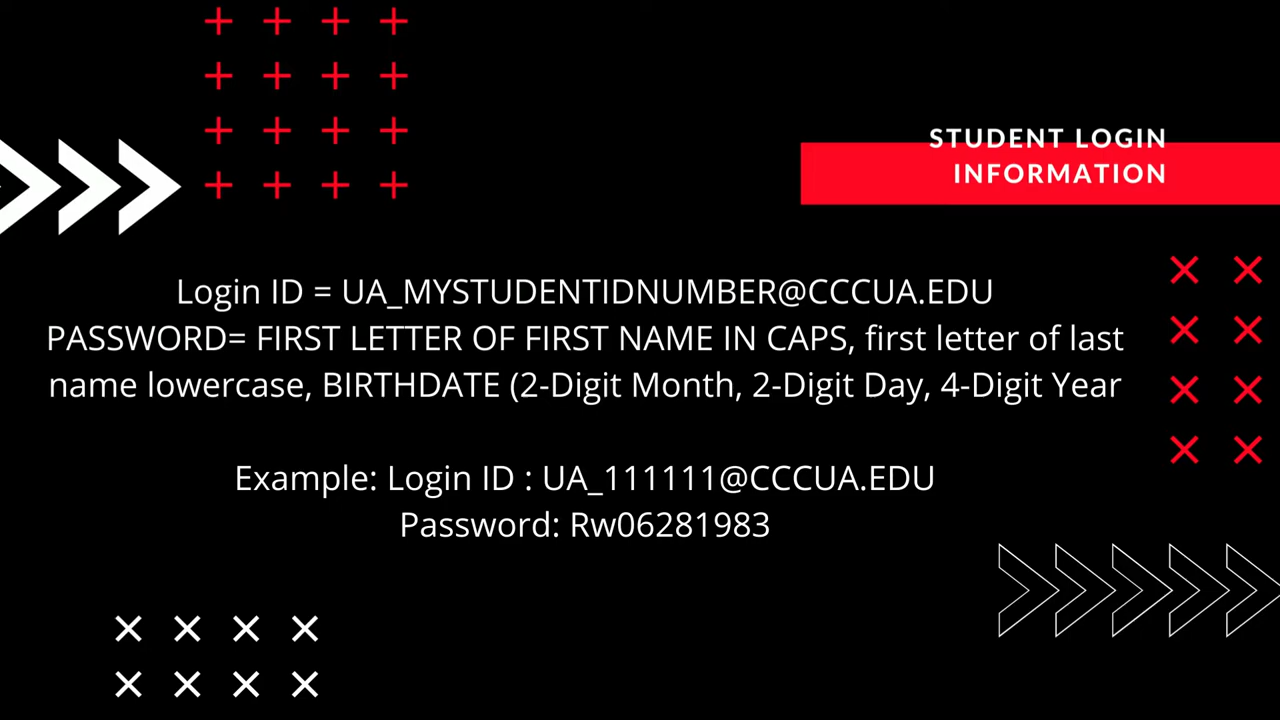 STUDENT LOGIN
INFORMATION
Login ID = UA_MYSTUDENTIDNUMBER@CCCUA.EDU
PASSWORD= FIRST LETTER OF FIRST NAME IN CAPS, first letter of last
name lowercase, BIRTHDATE (2-Digit Month, 2-Digit Day, 4-Digit Year
Example: Login ID : UA_111111@CCCUA.EDU
Password: Rw06281983